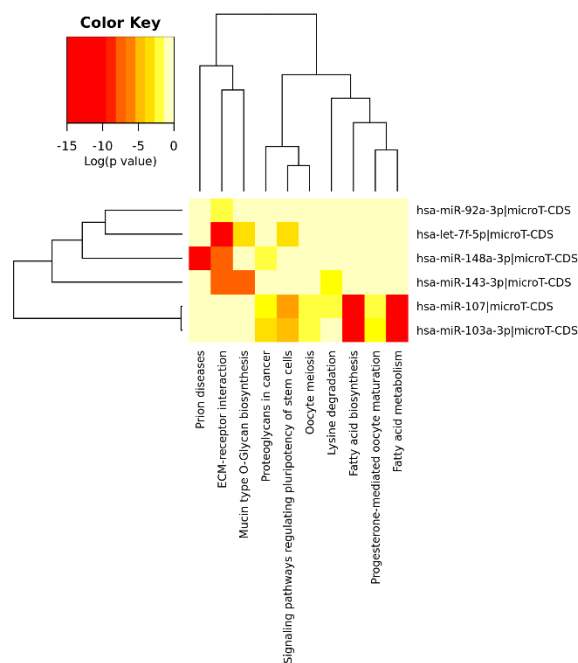 Color Key
-15 -10 -5 0
Log(p value)
hsa-miR-92a-3p|microT-CDS
hsa-let-7f-5p|microT-CDS
hsa-miR-148a-3p|microT-CDS
hsa-miR-143-3p|microT-CDS
hsa-miR-107|microT-CDS
hsa-miR-103a-3p|microT-CDS
Prion diseases
ECM-receptor interaction
Mucin type O-Glycan biosynthesis
Proteoglycans in cancer
Signaling pathways regulating pluripotency of stem cells
Oocyte meiosis
Lysine degradation
Fatty acid biosynthesis
Progesterone-mediated oocyte maturation
Fatty acid metabolism